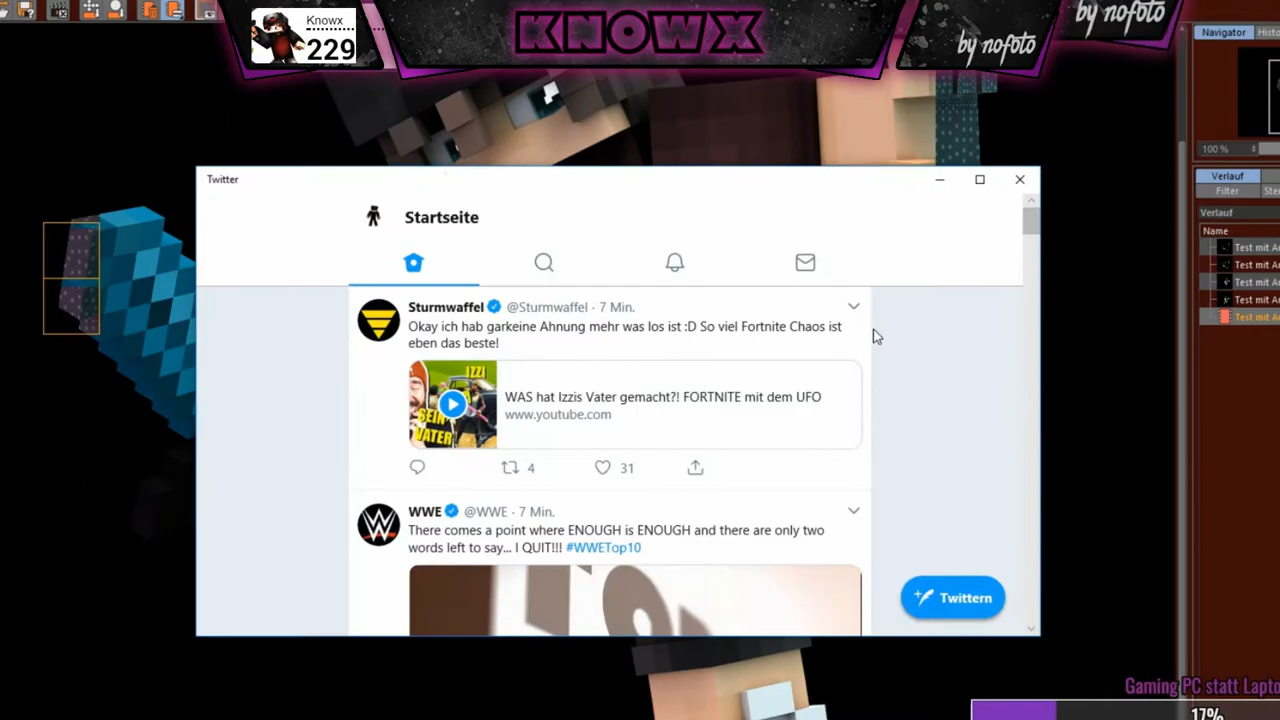 Knowx
229
KNOWX
by nofoto
by nofoto
Navigator
100 %
Verlauf
Filter
Verlauf
Name
Test mit
Test mit
Test mit
Test mit
Test mit
Twitter
Startseite
Sturmwaffel @Sturmwaffel · 7 Min.
Okay ich hab garkeine Ahnung mehr was los ist :D So viel Fortnite Chaos ist
eben das beste!
IZZI
SEIN
VATER
WAS hat Izzis Vater gemacht?! FORTNITE mit dem UFO
www.youtube.com
4
31
WWE @WWE · 7 Min.
There comes a point where ENOUGH is ENOUGH and there are only two
words left to say... I QUIT!!! #WWETop10
Twittern
Gaming PC statt
17%